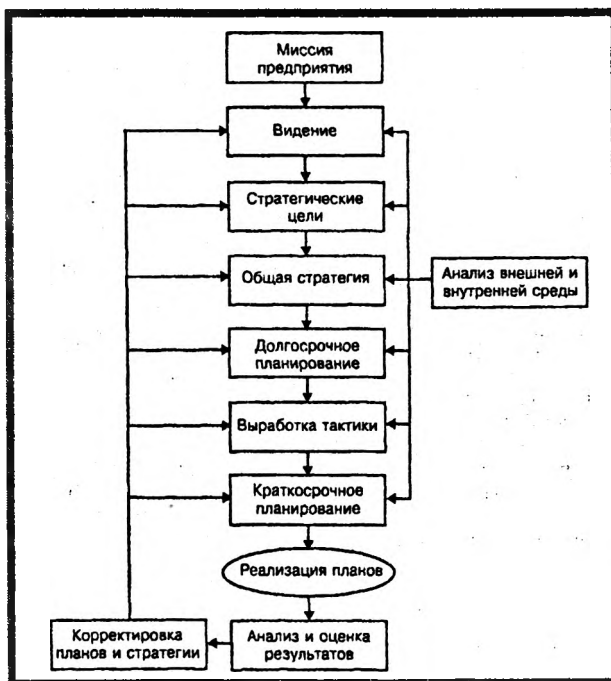 Миссия
предприятия
Видение
Стратегические
цели
Общая стратегия
Анализ внешней и
внутренней среды
Долгосрочное
планирование
Выработка тактики
Краткосрочное
планирование
Реализация планов
Корректировка
планов и стратегии
Анализ и оценка
результатов